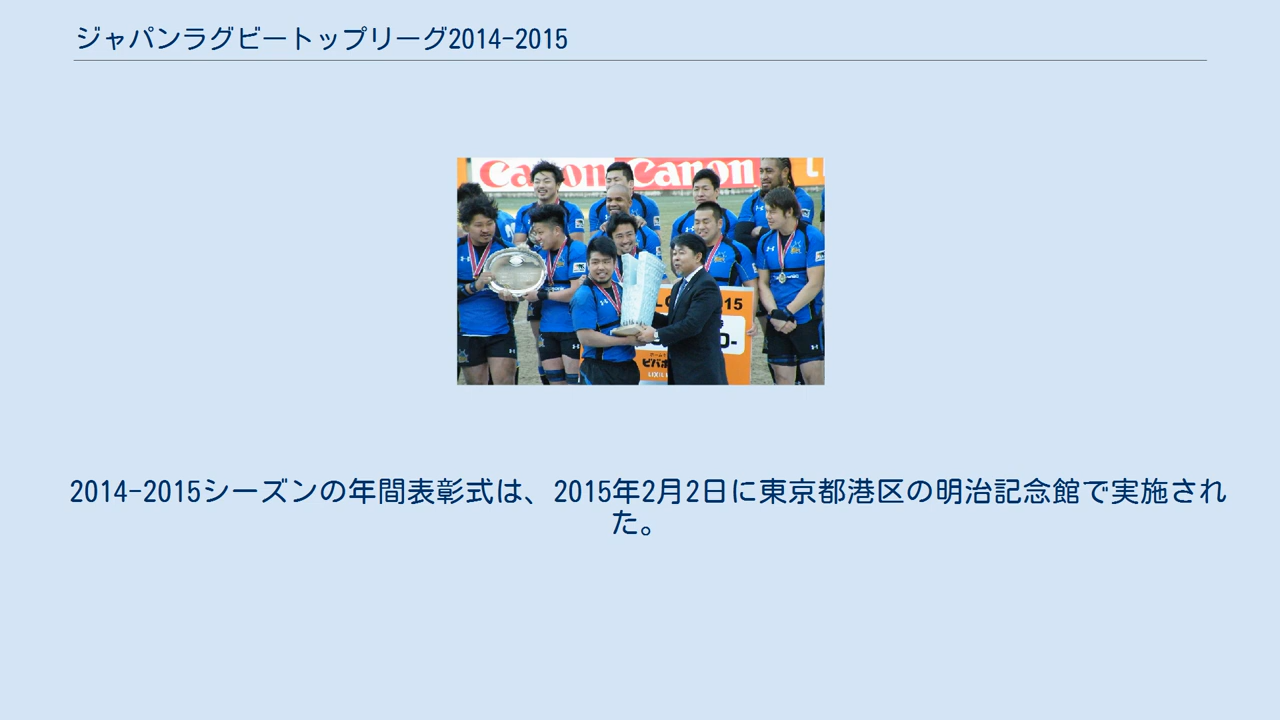 ジャパンラグビートップリーグ2014-2015
Canon Canon
15
2014-2015シーズンの年間表彰式は、2015年2月2日に東京都港区の明治記念館で実施され
た。